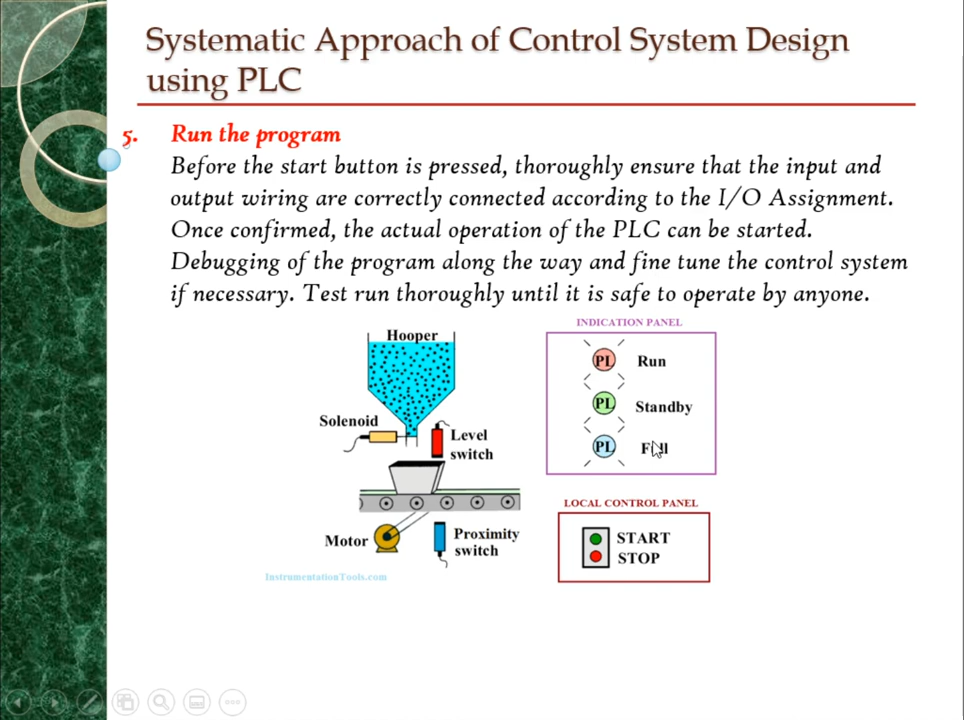 Systematic Approach of Control System Design
using PLC
5. Run the program
Before the start button is pressed, thoroughly ensure that the input and
output wiring are correctly connected according to the I/O Assignment.
Once confirmed, the actual operation of the PLC can be started.
Debugging of the program along the way and fine tune the control system
if necessary. Test run thoroughly until it is safe to operate by anyone.
Hooper
Solenoid
Level
switch
Motor
Proximity
switch
InstrumentationTools.com
INDICATION PANEL
PL Run
PL Standby
PL
LOCAL CONTROL PANEL
START
STOP